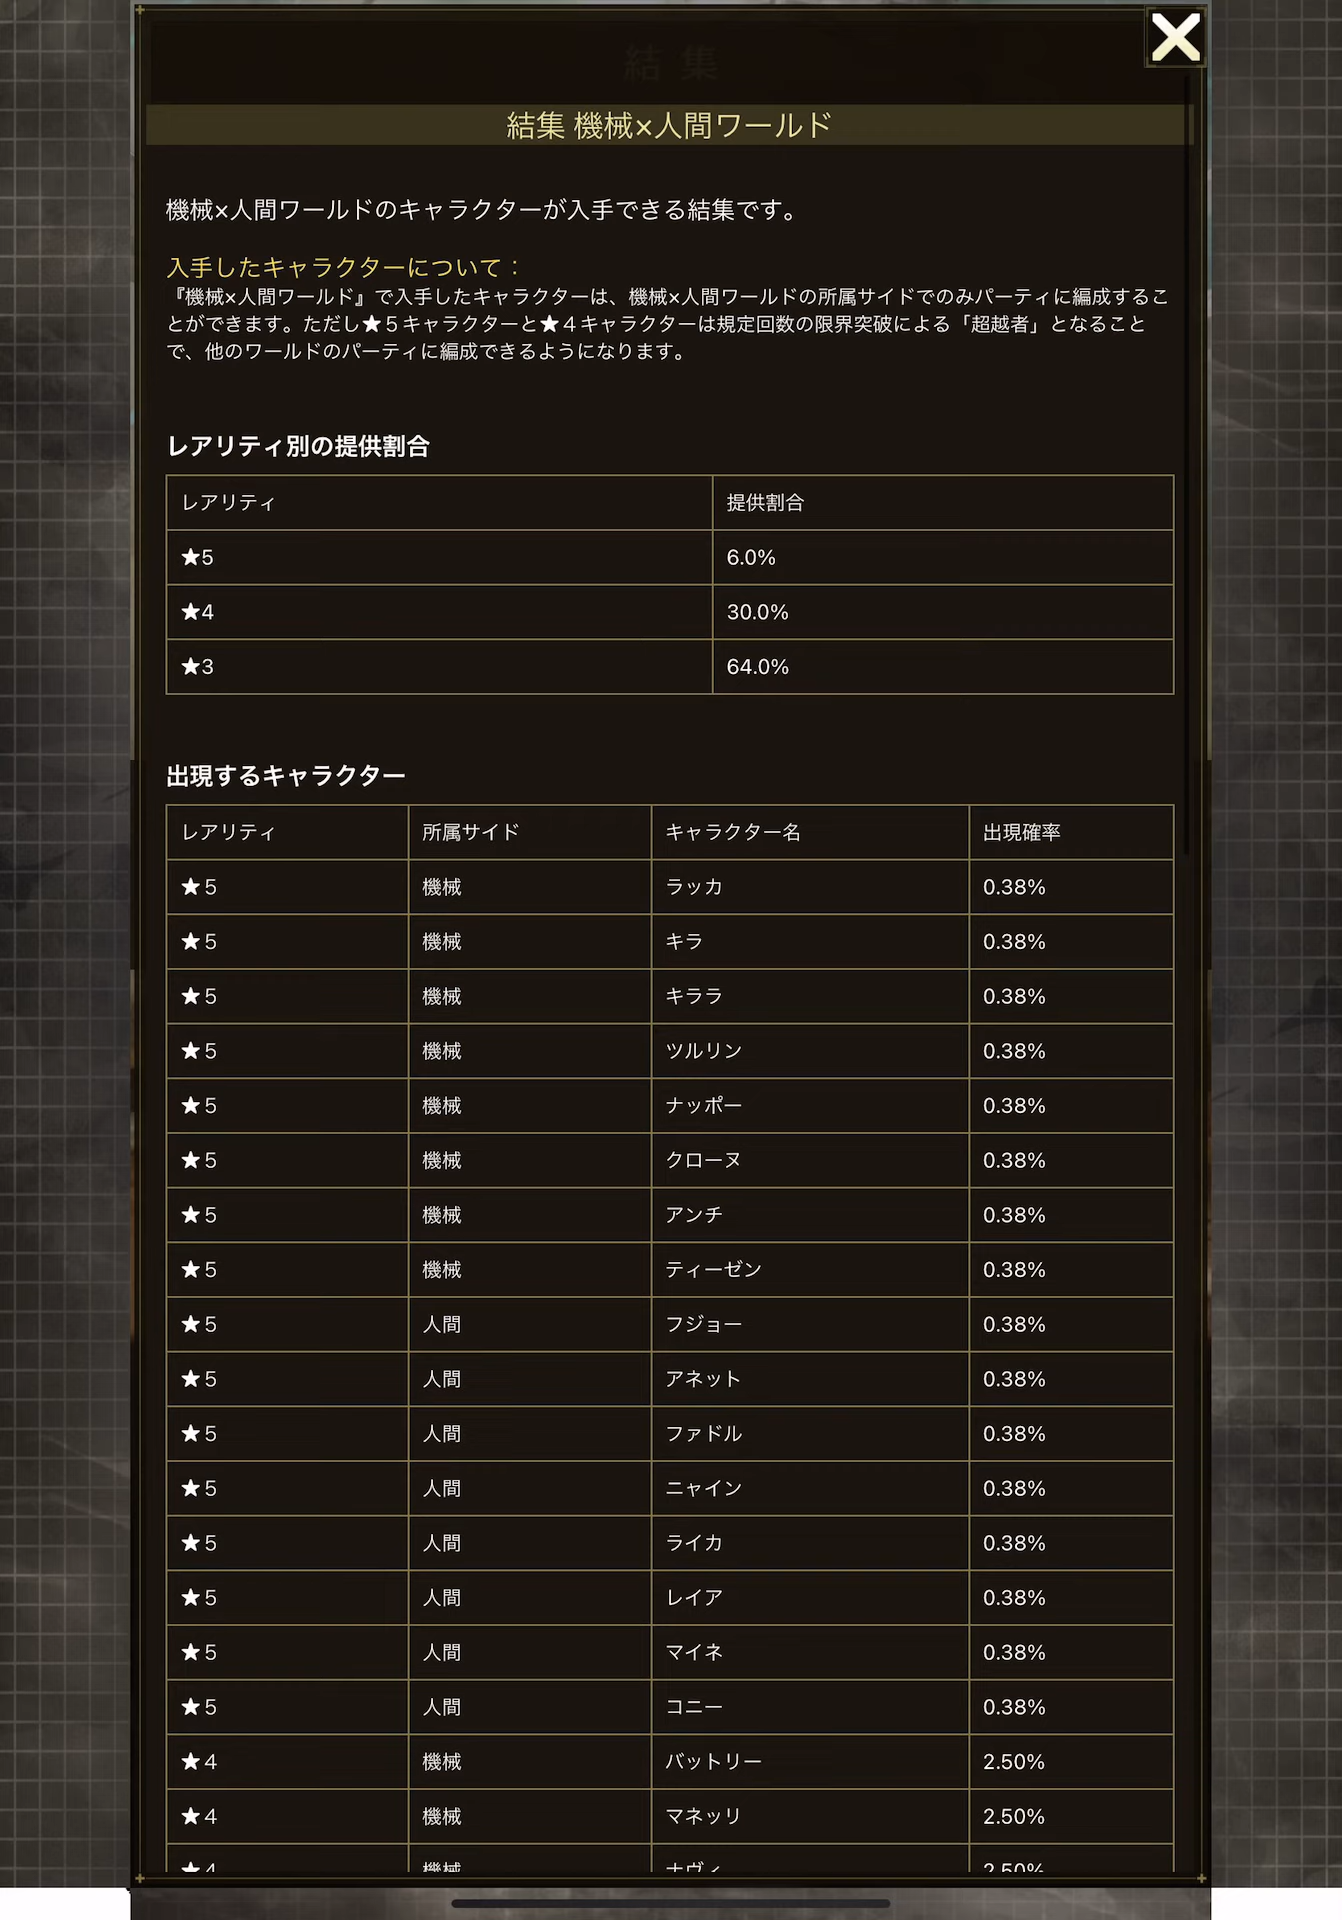 結集
結集 機械×人間ワールド
機械×人間ワールドのキャラクターが入手できる結集です。
入手したキャラクターについて：
『機械×人間ワールド』で入手したキャラクターは、機械×人間ワールドの所属サイドでのみパーティに編成するこ
とができます。ただし★５キャラクターと★４キャラクターは規定回数の限界突破による「超越者」となること
で、他のワールドのパーティに編成できるようになります。
レアリティ別の提供割合
レアリティ 提供割合
★5 6.0%
★4 30.0%
★3 64.0%
出現するキャラクター
レアリティ 所属サイド キャラクター名 出現確率
★5 機械 ラッカ 0.38%
★5 機械 キラ 0.38%
★5 機械 キララ 0.38%
★5 機械 ツルリン 0.38%
★5 機械 ナッポー 0.38%
★5 機械 クローヌ 0.38%
★5 機械 アンチ 0.38%
★5 機械 ティーゼン 0.38%
★5 人間 フジョー 0.38%
★5 人間 アネット 0.38%
★5 人間 ファドル 0.38%
★5 人間 ニャイン 0.38%
★5 人間 ライカ 0.38%
★5 人間 レイア 0.38%
★5 人間 マイネ 0.38%
★5 人間 コニー 0.38%
★4 機械 バットリー 2.50%
★4 機械 マネッリ 2.50%
★4 機械 ナヴィ 2.50%